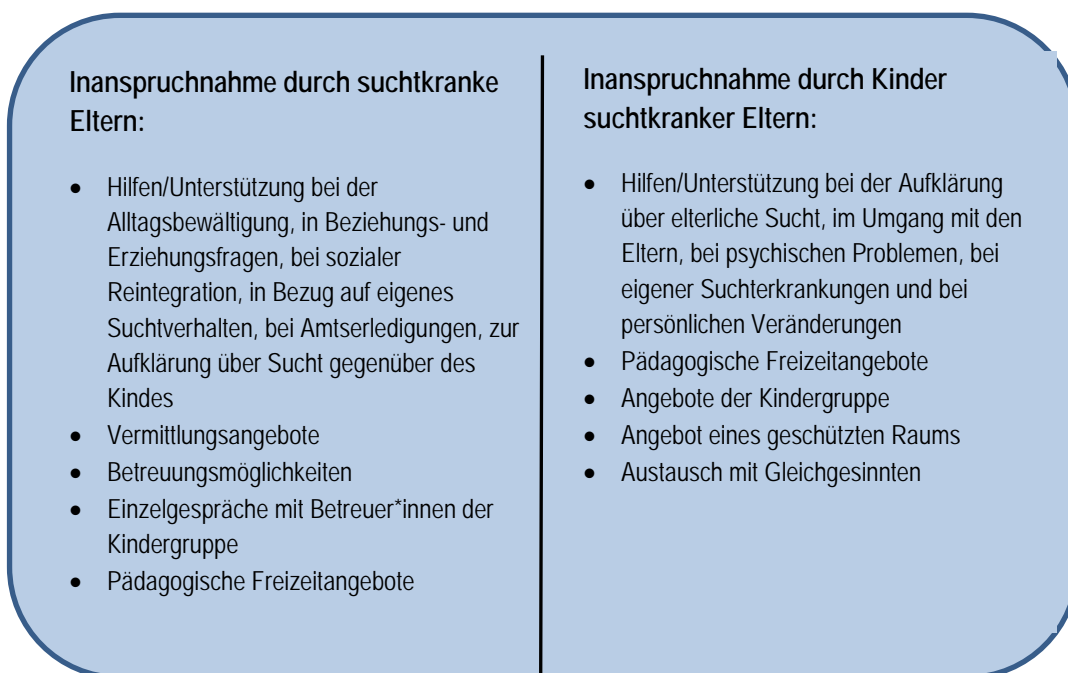 Inanspruchnahme durch suchtkranke
Eltern:
• Hilfen/Unterstützung bei der
Alltagsbewältigung, in Beziehungs- und
Erziehungsfragen, bei sozialer
Reintegration, in Bezug auf eigenes
Suchtverhalten, bei Amtserledigungen, zur
Aufklärung über Sucht gegenüber des
Kindes
• Vermittlungsangebote
• Betreuungsmöglichkeiten
• Einzelgespräche mit Betreuer*innen der
Kindergruppe
• Pädagogische Freizeitangebote
Inanspruchnahme durch Kinder
suchtkranker Eltern:
• Hilfen/Unterstützung bei der Aufklärung
über elterliche Sucht, im Umgang mit den
Eltern, bei psychischen Problemen, bei
eigener Suchterkrankungen und bei
persönlichen Veränderungen
• Pädagogische Freizeitangebote
• Angebote der Kindergruppe
• Angebot eines geschützten Raums
• Austausch mit Gleichgesinnten